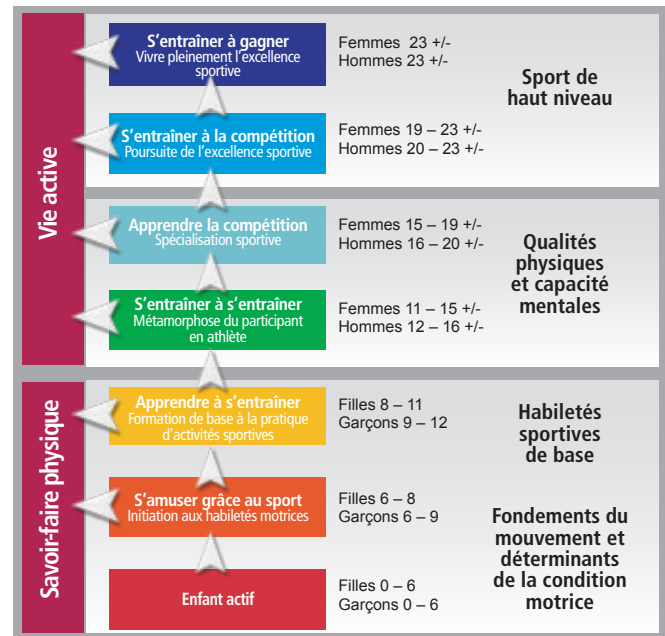 S'entraîner à gagner
Vivre pleinement l'excellence
sportive
Femmes 23 +/-
Hommes 23 +/-
Sport de
haut niveau
S'entraîner à la compétition
Poursuite de l'excellence sportive
Femmes 19 – 23 +/-
Hommes 20 – 23 +/-
Vie active
Apprendre la compétition
Spécialisation sportive
Femmes 15 – 19 +/-
Hommes 16 – 20 +/-
Qualités
physiques
et capacité
mentales
S'entraîner à s'entraîner
Métamorphose du participant
en athlète
Femmes 11 – 15 +/-
Hommes 12 – 16 +/-
Apprendre à s'entraîner
Formation de base à la pratique
d'activités sportives
Filles 8 – 11
Garçons 9 – 12
Habiletés
sportives
de base
Savoir-faire physique
S'amuser grâce au sport
Initiation aux habiletés motrices
Filles 6 – 8
Garçons 6 – 9
Fondements du
mouvement et
déterminants
de la condition
motrice
Enfant actif
Filles 0 – 6
Garçons 0 – 6